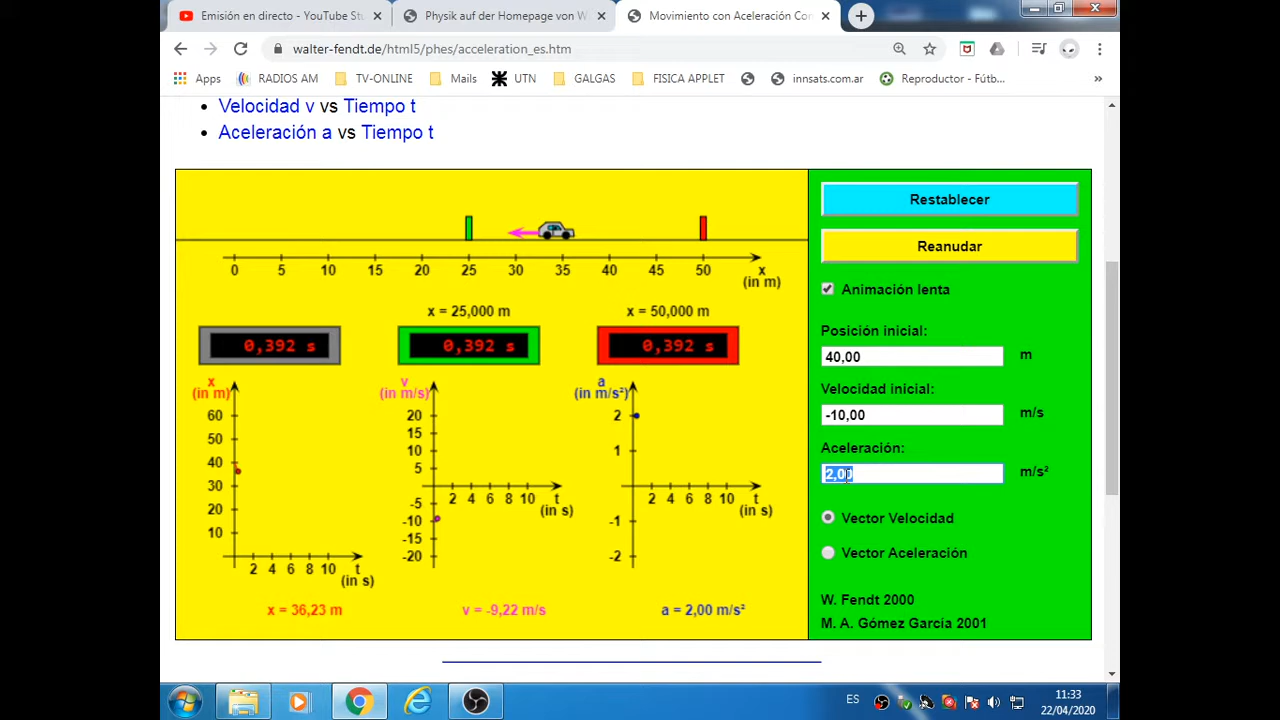 Emisión en directo - YouTube St
Physik auf der Homepage von W
Movimiento con Aceleración Con
walter-fendt.de/html5/phes/acceleration_es.htm
Apps
RADIOS AM
TV-ONLINE
Mails
UTN
GALGAS
FISICA APPLET
innsats.com.ar
Reproductor - Fútb...
»
• Velocidad v vs Tiempo t
• Aceleración a vs Tiempo t
Restablecer
Reanudar
Animación lenta
Posición inicial:
40,00 m
Velocidad inicial:
-10,00 m/s
Aceleración:
2,00 m/s²
Vector Velocidad
Vector Aceleración
W. Fendt 2000
M. A. Gómez García 2001
0 5 10 15 20 25 30 35 40 45 50 x
(in m)
x = 25,000 m
x = 50,000 m
0,392 s
0,392 s
0,392 s
x
(in m)
60
50
40
30
20
10
2 4 6 8 10 t
(in s)
v
(in m/s)
20
15
10
5
2 4 6 8 10 t
(in s)
-5
-10
-15
-20
a
(in m/s²)
2
1
2 4 6 8 10 t
(in s)
-1
-2
x = 36,23 m
v = -9,22 m/s
a = 2,00 m/s²
ES
11:33
22/04/2020